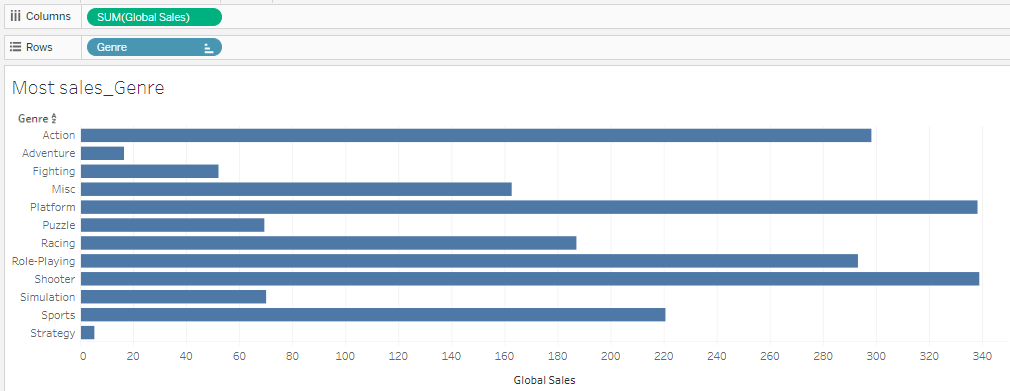 Columns SUM(Global Sales)
Rows Genre
Most sales_Genre
Genre
Action
Adventure
Fighting
Misc
Platform
Puzzle
Racing
Role-Playing
Shooter
Simulation
Sports
Strategy
0 20 40 60 80 100 120 140 160 180 200 220 240 260 280 300 320 340
Global Sales